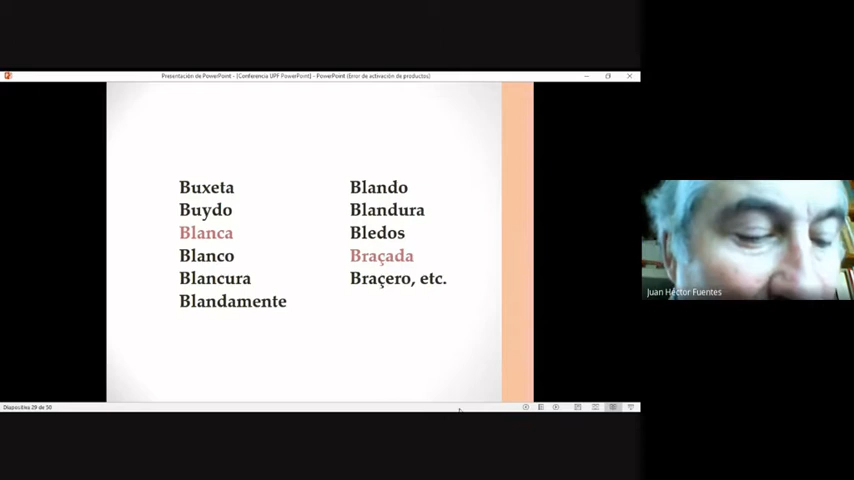 Presentación de PowerPoint - [Conferencia UPF PowerPoint] - PowerPoint (Error de activación de productos)
Buxeta
Buydo
Blanca
Blanco
Blancura
Blandamente
Blando
Blandura
Bledos
Braçada
Braçero, etc.
Juan Héctor Fuentes
Diapositiva 29 de 50